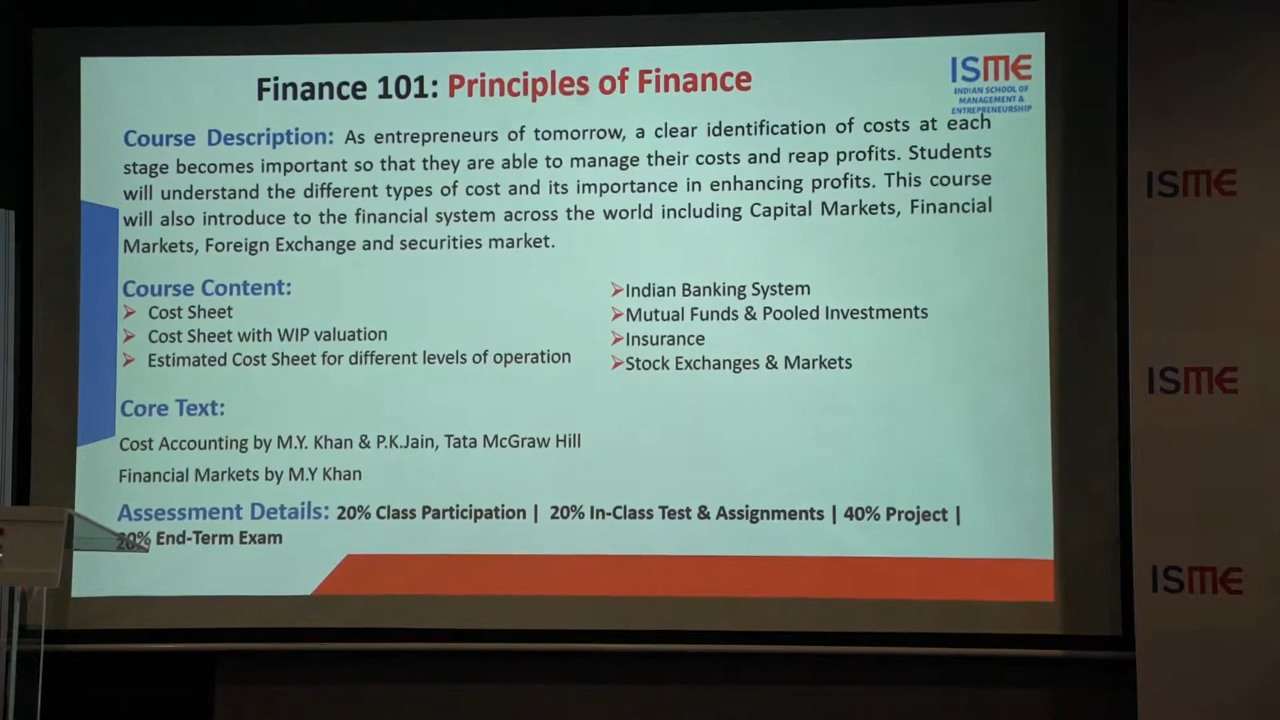 Finance 101: Principles of Finance
ISME
INDIAN SCHOOL OF
MANAGEMENT &
ENTREPRENEURSHIP
Course Description: As entrepreneurs of tomorrow, a clear identification of costs at each
stage becomes important so that they are able to manage their costs and reap profits. Students
will understand the different types of cost and its importance in enhancing profits. This course
will also introduce to the financial system across the world including Capital Markets, Financial
Markets, Foreign Exchange and securities market.
Course Content:
Cost Sheet
Cost Sheet with WIP valuation
Estimated Cost Sheet for different levels of operation
Indian Banking System
Mutual Funds & Pooled Investments
Insurance
Stock Exchanges & Markets
Core Text:
Cost Accounting by M.Y. Khan & P.K.Jain, Tata McGraw Hill
Financial Markets by M.Y Khan
Assessment Details: 20% Class Participation | 20% In-Class Test & Assignments | 40% Project |
20% End-Term Exam
ISME
ISME
ISME